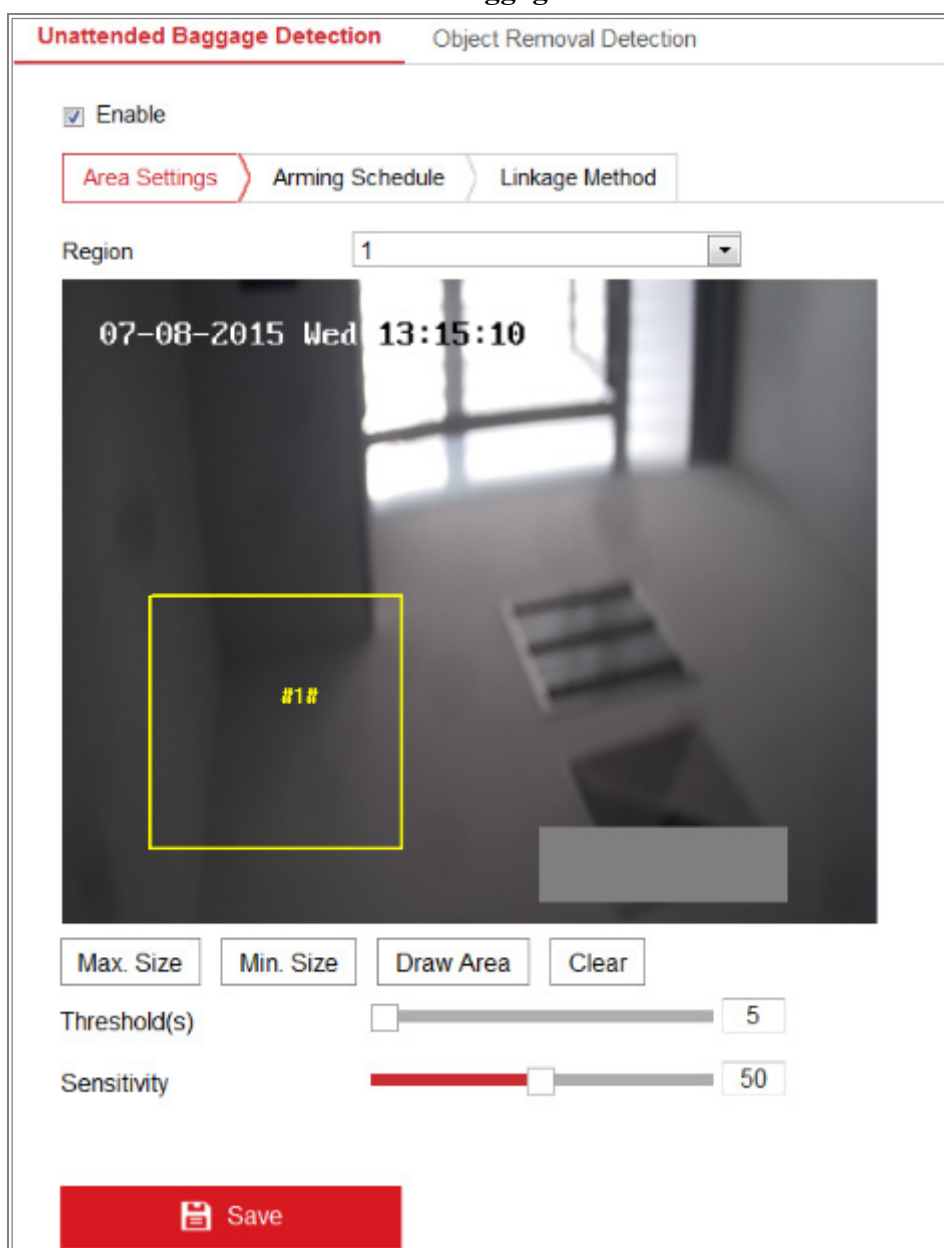 Unattended Baggage Detection Object Removal Detection
Enable
Area Settings Arming Schedule Linkage Method
Region 1
07-08-2015 Wed 13:15:10
#1#
Max. Size Min. Size Draw Area Clear
Threshold(s) 5
Sensitivity 50
Save